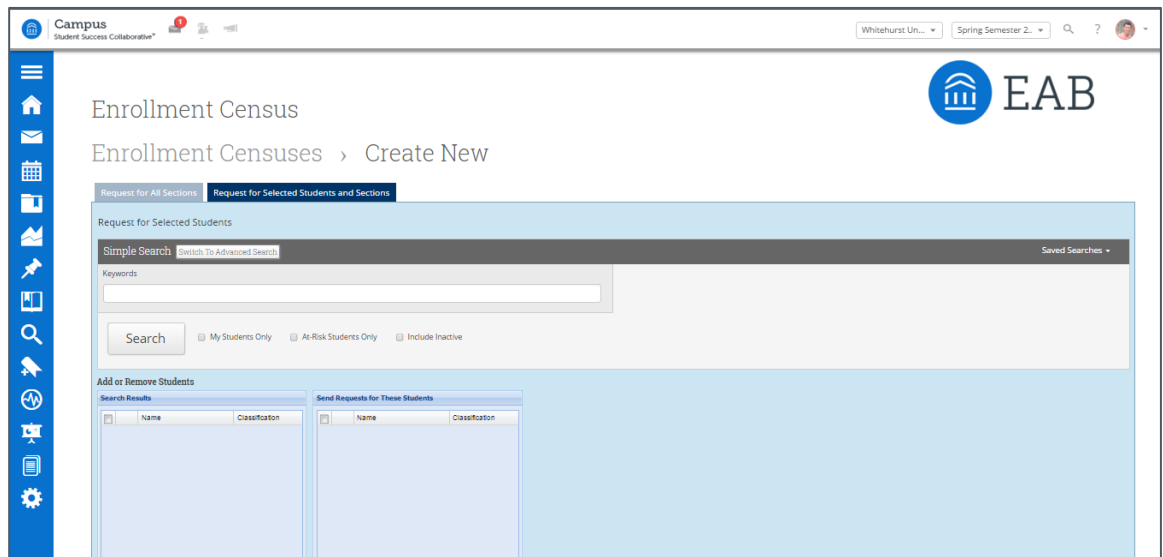 Campus
Student Success Collaborative™
1
Whitehurst Un...
Spring Semester 2..
?
EAB
Enrollment Census
Enrollment Censuses › Create New
Request for All Sections
Request for Selected Students and Sections
Request for Selected Students
Simple Search
Switch To Advanced Search
Saved Searches
Keywords
Search
My Students Only
At-Risk Students Only
Include Inactive
Add or Remove Students
Search Results
Send Requests for These Students
Name
Classification
Name
Classification